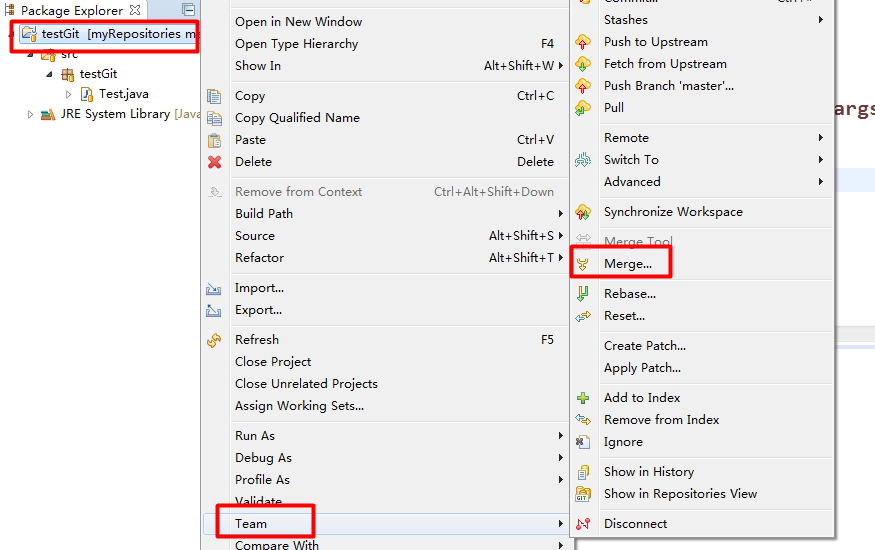 Package Explorer
testGit [myRepositories
src
testGit
Test.java
JRE System Library [Java
Open in New Window
Open Type Hierarchy F4
Show In Alt+Shift+W
Copy Ctrl+C
Copy Qualified Name
Paste Ctrl+V
Delete Delete
Remove from Context Ctrl+Alt+Shift+Down
Build Path
Source Alt+Shift+S
Refactor Alt+Shift+T
Import...
Export...
Refresh F5
Close Project
Close Unrelated Projects
Assign Working Sets...
Run As
Debug As
Profile As
Validate
Team
Compare With
Commit...
Stashes
Push to Upstream
Fetch from Upstream
Push Branch 'master'...
Pull
Remote
Switch To
Advanced
Synchronize Workspace
Merge Tool
Merge...
Rebase...
Reset...
Create Patch...
Apply Patch...
Add to Index
Remove from Index
Ignore
Show in History
Show in Repositories View
Disconnect
args